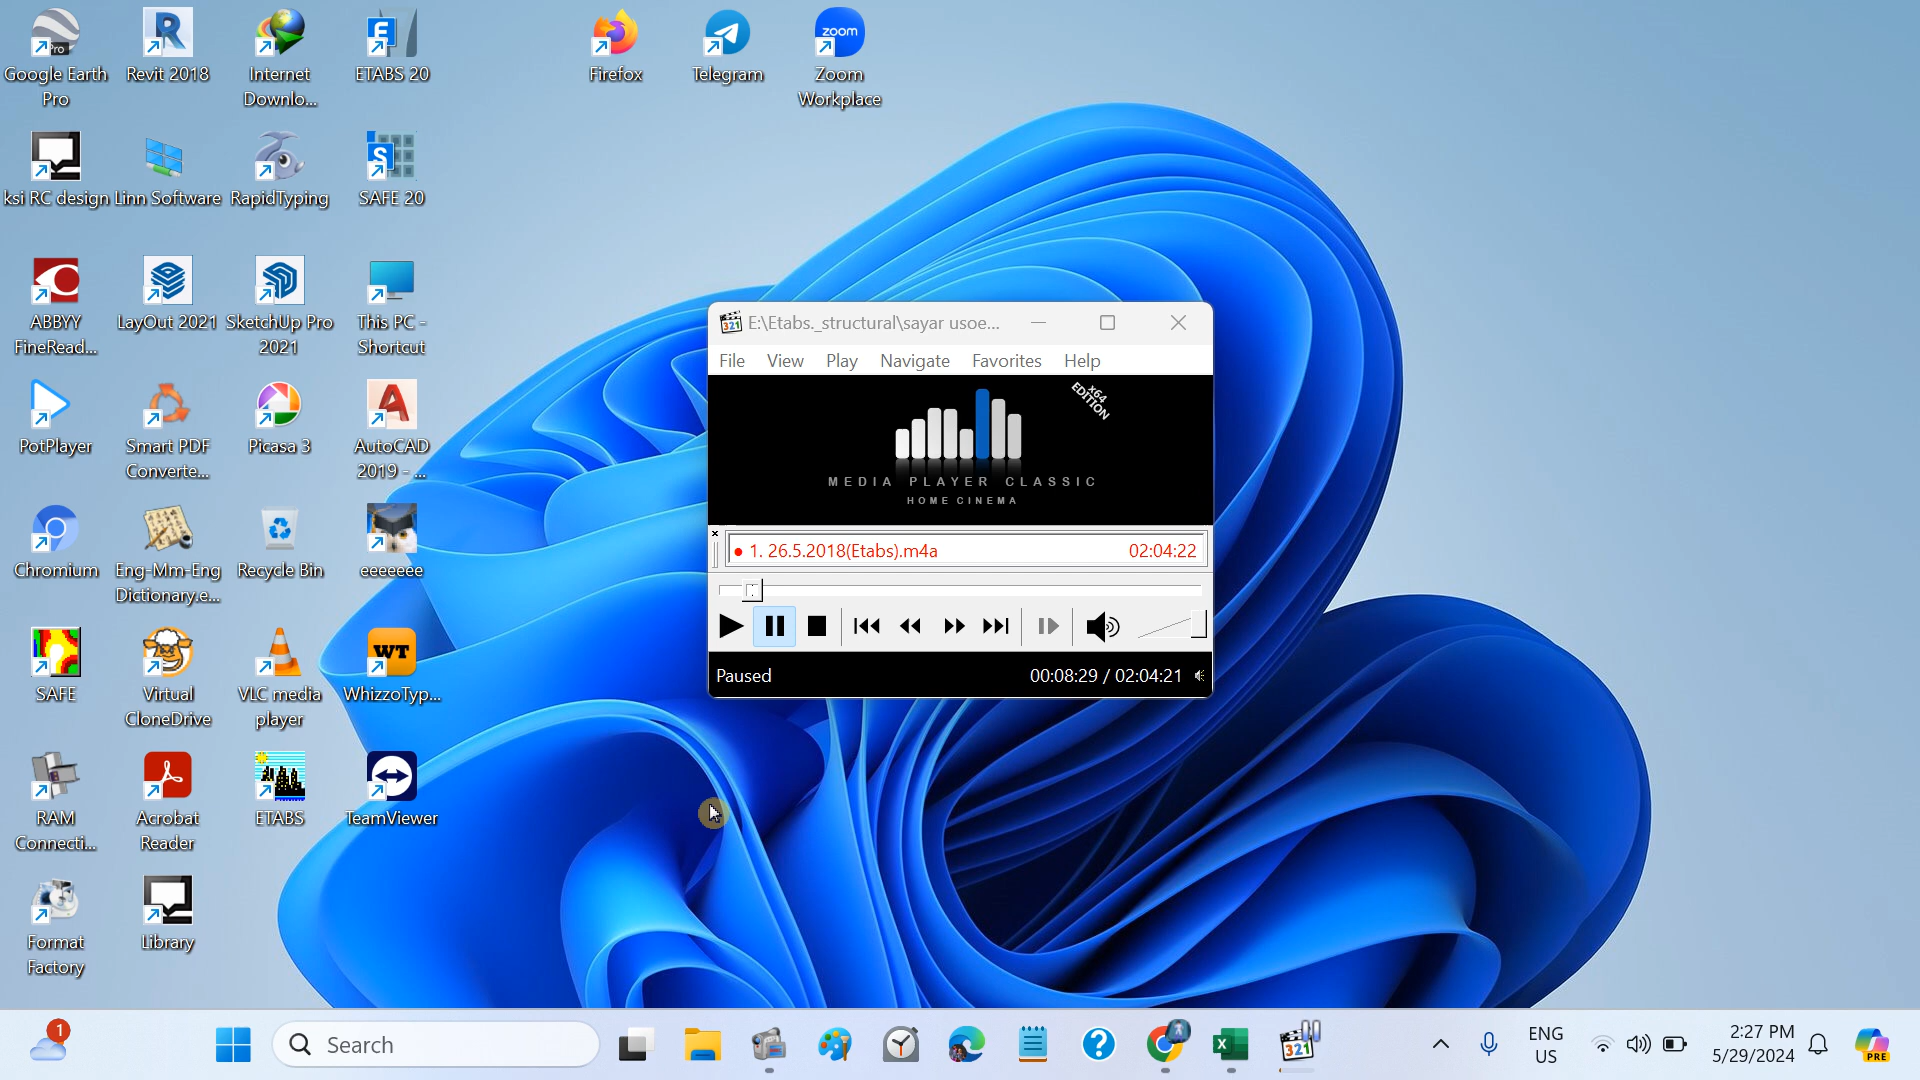 Google Earth
Pro
Revit 2018
Internet
Downlo...
ETABS 20
Firefox
Telegram
zoom
Zoom
Workplace
ksi RC design
Linn Software
RapidTyping
SAFE 20
ABBYY
FineRead...
LayOut 2021
SketchUp Pro
2021
This PC -
Shortcut
PotPlayer
Smart PDF
Converte...
Picasa 3
AutoCAD
2019 - ...
Chromium
Eng-Mm-Eng
Dictionary.e...
Recycle Bin
eeeeeee
SAFE
Virtual
CloneDrive
VLC media
player
WT
WhizzoTyp...
RAM
Connecti...
Acrobat
Reader
ETABS
TeamViewer
Format
Factory
Library
E:\Etabs._structural\sayar usoe...
File View Play Navigate Favorites Help
x64
EDITION
MEDIA PLAYER CLASSIC
HOME CINEMA
1. 26.5.2018(Etabs).m4a 02:04:22
Paused 00:08:29 / 02:04:21
1
Search
321
ENG
US
2:27 PM
5/29/2024
PRE